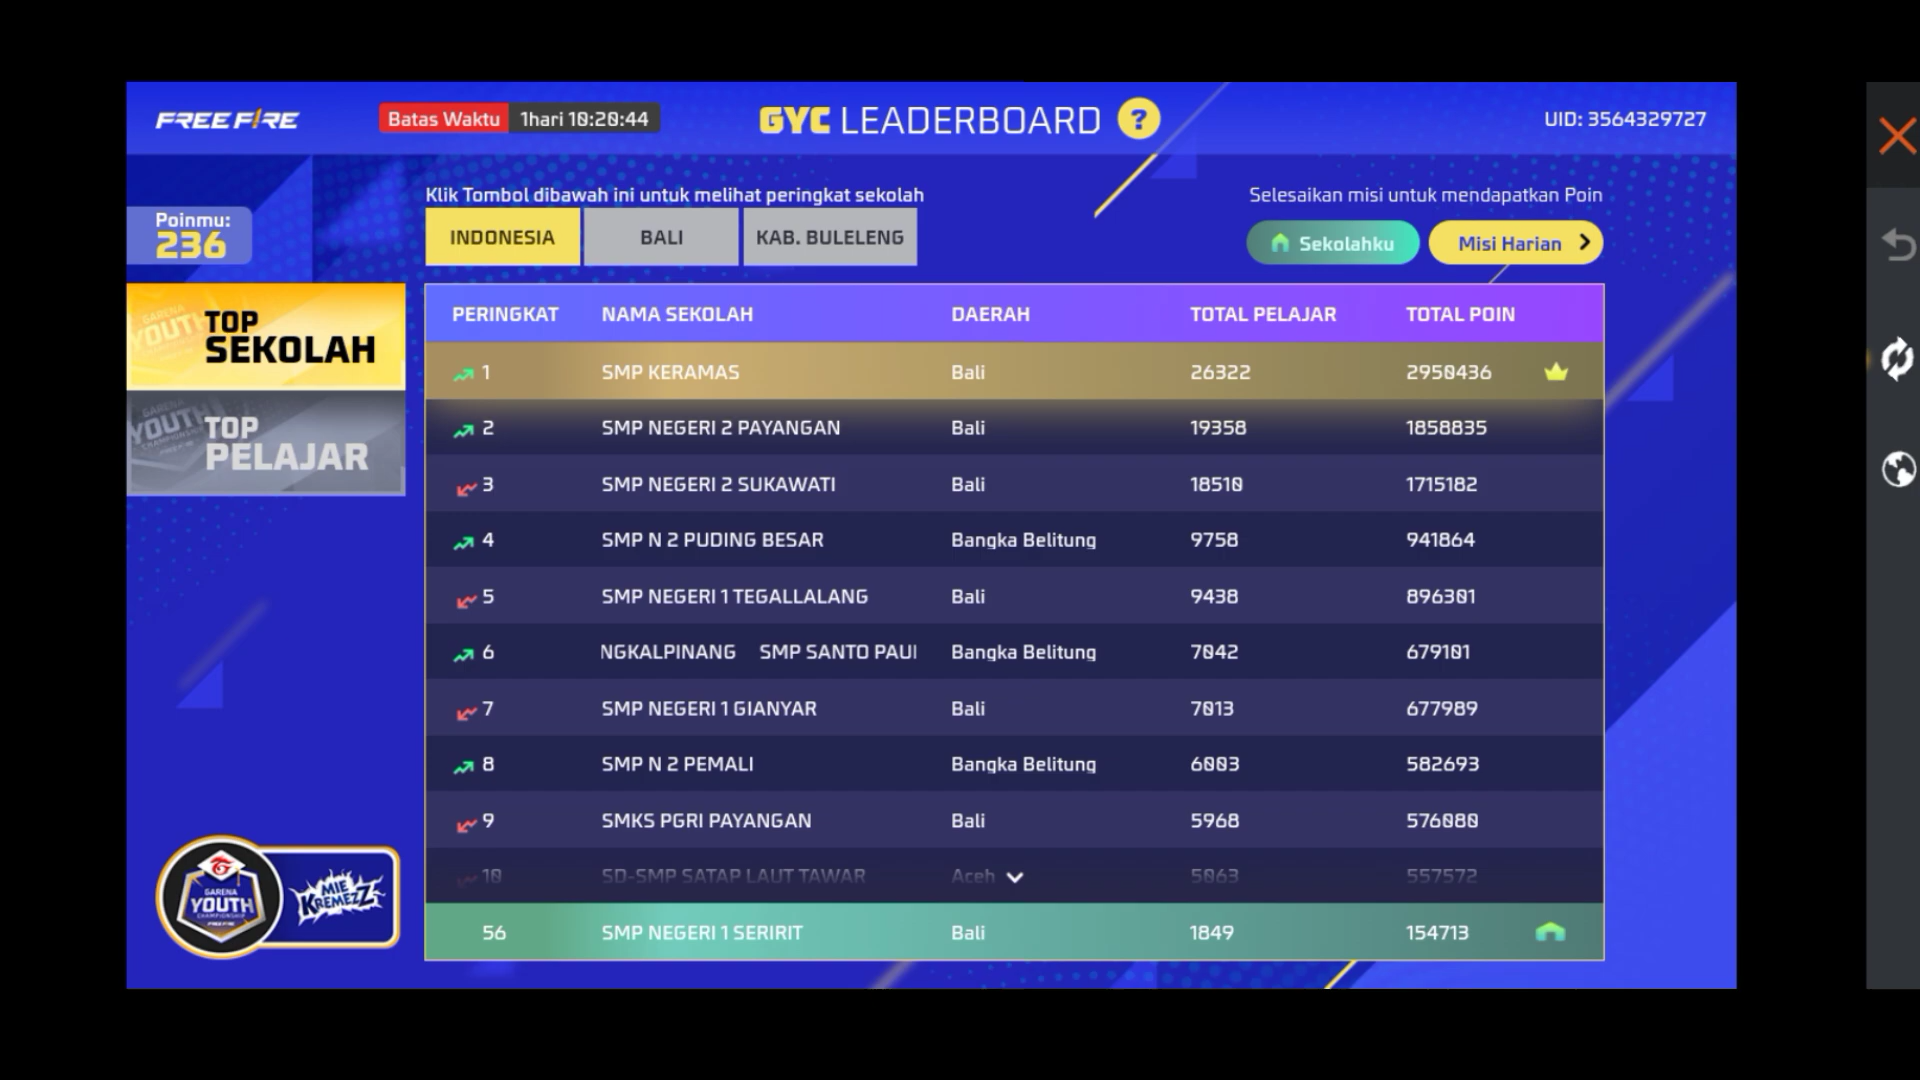 FREE FIRE
Batas Waktu 1hari 10:20:44
GYC LEADERBOARD ?
UID: 3564329727
Klik Tombol dibawah ini untuk melihat peringkat sekolah
Selesaikan misi untuk mendapatkan Poin
Poinmu:
236
INDONESIA BALI KAB. BULELENG
Sekolahku Misi Harian
TOP
SEKOLAH
TOP
PELAJAR
PERINGKAT NAMA SEKOLAH DAERAH TOTAL PELAJAR TOTAL POIN
1 SMP KERAMAS Bali 26322 2950436
2 SMP NEGERI 2 PAYANGAN Bali 19358 1858835
3 SMP NEGERI 2 SUKAWATI Bali 18510 1715182
4 SMP N 2 PUDING BESAR Bangka Belitung 9758 941864
5 SMP NEGERI 1 TEGALLALANG Bali 9438 896301
6 NGKALPINANG SMP SANTO PAUL Bangka Belitung 7042 679101
7 SMP NEGERI 1 GIANYAR Bali 7013 677989
8 SMP N 2 PEMALI Bangka Belitung 6003 582693
9 SMKS PGRI PAYANGAN Bali 5968 576080
10 SD-SMP SATAP LAUT TAWAR Aceh 5063 557572
56 SMP NEGERI 1 SERIRIT Bali 1849 154713
GARENA
YOUTH
CHAMPIONSHIP
FREE FIRE
MIE
KREMEZZ